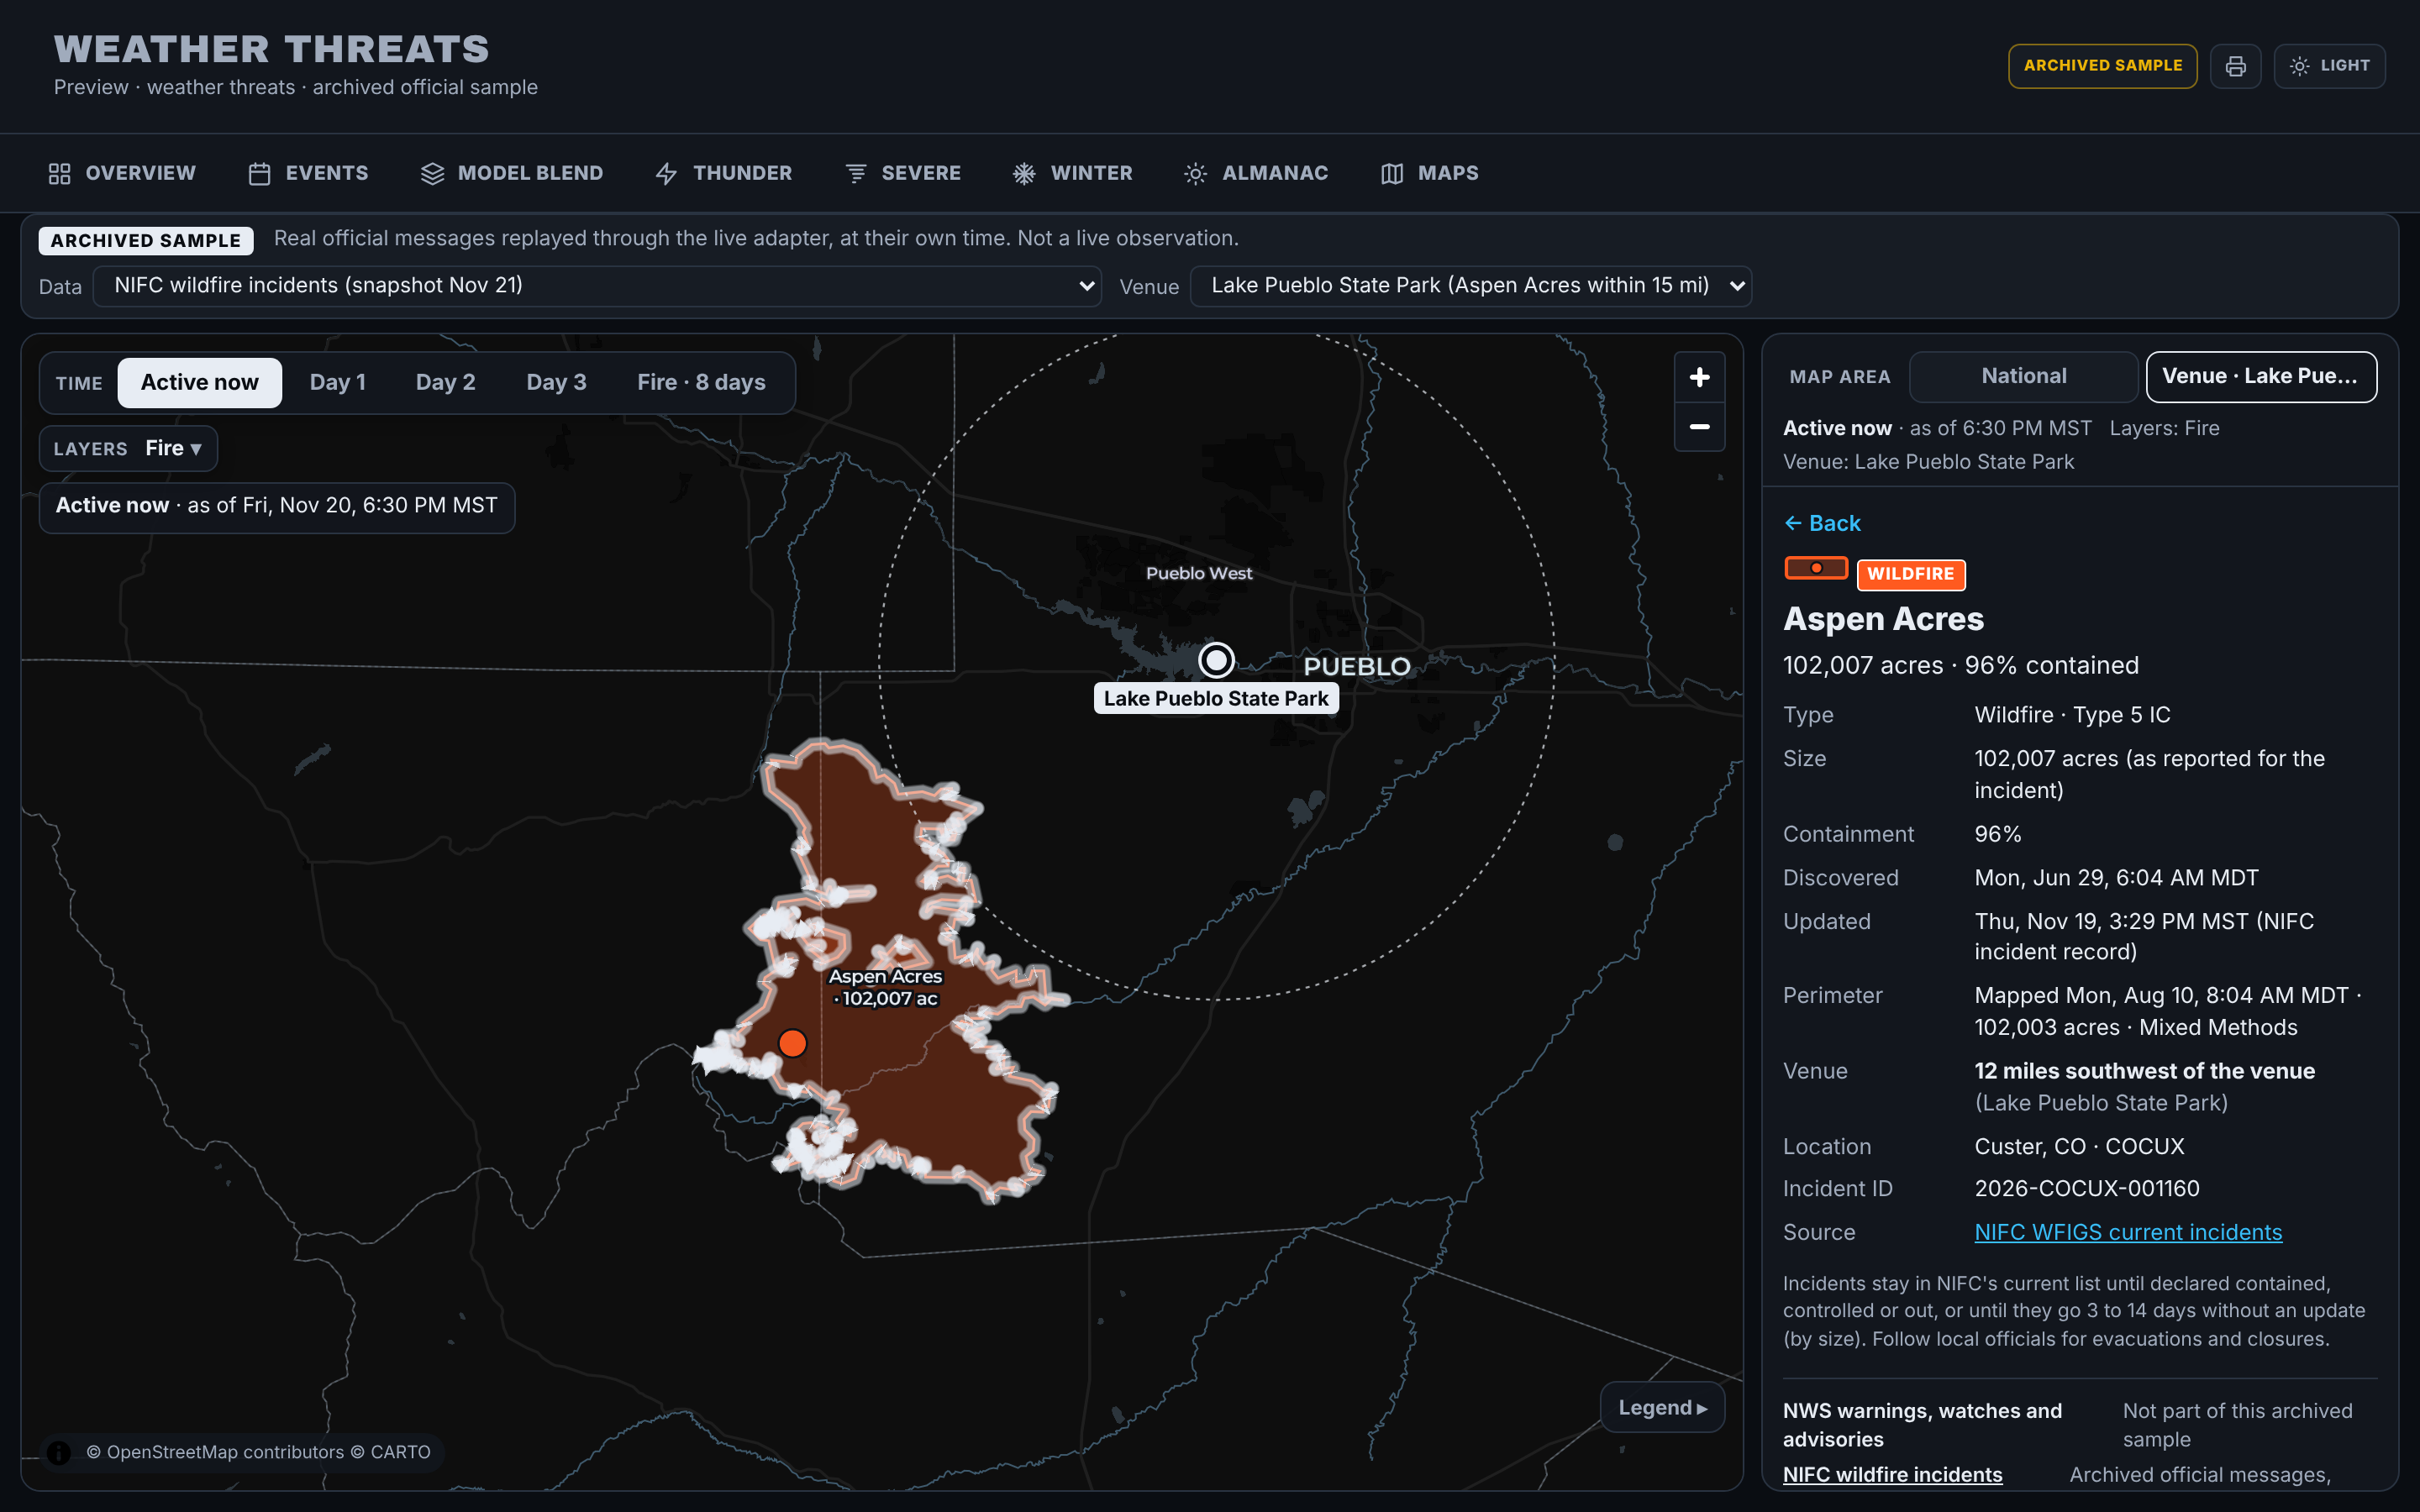 WEATHER THREATS
Preview · weather threats · archived official sample
ARCHIVED SAMPLE
LIGHT
OVERVIEW
EVENTS
MODEL BLEND
THUNDER
SEVERE
WINTER
ALMANAC
MAPS
ARCHIVED SAMPLE Real official messages replayed through the live adapter, at their own time. Not a live observation.
Data NIFC wildfire incidents (snapshot Nov 21) Venue Lake Pueblo State Park (Aspen Acres within 15 mi)
TIME Active now Day 1 Day 2 Day 3 Fire · 8 days
LAYERS Fire ▾
Active now · as of Fri, Nov 20, 6:30 PM MST
+
−
Pueblo West
PUEBLO
Lake Pueblo State Park
Aspen Acres
· 102,007 ac
Legend ▸
© OpenStreetMap contributors © CARTO
MAP AREA National Venue · Lake Pue...
Active now · as of 6:30 PM MST Layers: Fire
Venue: Lake Pueblo State Park
← Back
WILDFIRE
Aspen Acres
102,007 acres · 96% contained
Type Wildfire · Type 5 IC
Size 102,007 acres (as reported for the
incident)
Containment 96%
Discovered Mon, Jun 29, 6:04 AM MDT
Updated Thu, Nov 19, 3:29 PM MST (NIFC
incident record)
Perimeter Mapped Mon, Aug 10, 8:04 AM MDT ·
102,003 acres · Mixed Methods
Venue 12 miles southwest of the venue
(Lake Pueblo State Park)
Location Custer, CO · COCUX
Incident ID 2026-COCUX-001160
Source NIFC WFIGS current incidents
Incidents stay in NIFC's current list until declared contained,
controlled or out, or until they go 3 to 14 days without an update
(by size). Follow local officials for evacuations and closures.
NWS warnings, watches and Not part of this archived
advisories sample
NIFC wildfire incidents Archived official messages,